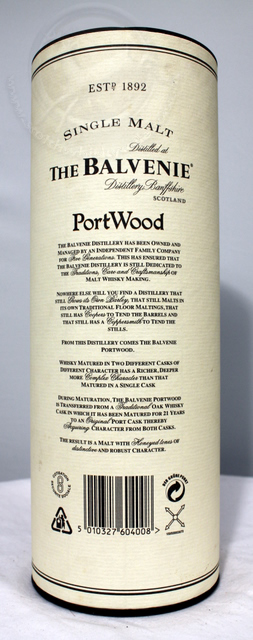 ESTD 1892
SINGLE MALT
Distilled at
THE BALVENIE®
Distillery, Banffshire
SCOTLAND
PortWood
THE BALVENIE DISTILLERY HAS BEEN OWNED AND
MANAGED BY AN INDEPENDENT FAMILY COMPANY
FOR Five Generations. THIS HAS ENSURED THAT
THE BALVENIE DISTILLERY IS STILL DEDICATED TO
THE Traditions, Care and Craftsmanship OF
MALT WHISKY MAKING.
NOWHERE ELSE WILL YOU FIND A DISTILLERY THAT
STILL Grows its Own Barley, THAT STILL MALTS IN
ITS OWN TRADITIONAL FLOOR MALTINGS, THAT
STILL HAS Coopers TO TEND THE BARRELS AND
THAT STILL HAS A Coppersmith TO TEND THE
STILLS.
FROM THIS DISTILLERY COMES THE BALVENIE
PORTWOOD.
WHISKY MATURED IN TWO DIFFERENT CASKS OF
DIFFERENT CHARACTER HAS A RICHER, DEEPER
MORE Complex Character THAN THAT
MATURED IN A SINGLE CASK
DURING MATURATION, THE BALVENIE PORTWOOD
IS TRANSFERRED FROM A Traditional OAK WHISKY
CASK IN WHICH IT HAS BEEN MATURED FOR 21 YEARS
TO AN Original PORT CASK THEREBY
Acquiring CHARACTER FROM BOTH CASKS.
THE RESULT IS A MALT WITH Honeyed tones OF
distinctive AND ROBUST CHARACTER.
5 010327 604008 >